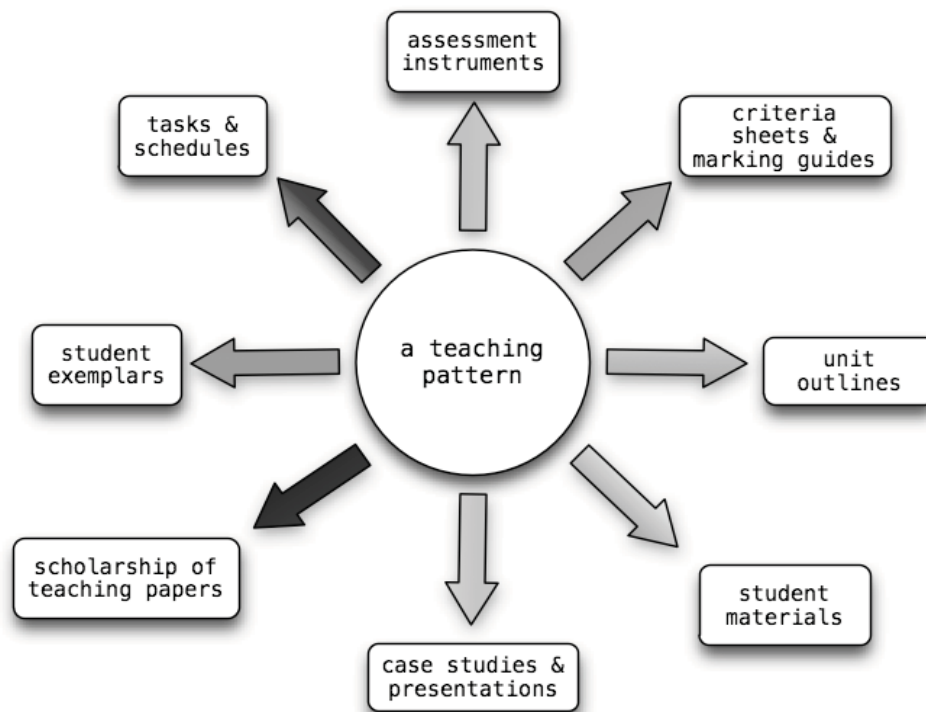 assessment
instruments
tasks &
schedules
criteria
sheets &
marking guides
student
exemplars
a teaching
pattern
unit
outlines
scholarship of
teaching papers
student
materials
case studies &
presentations